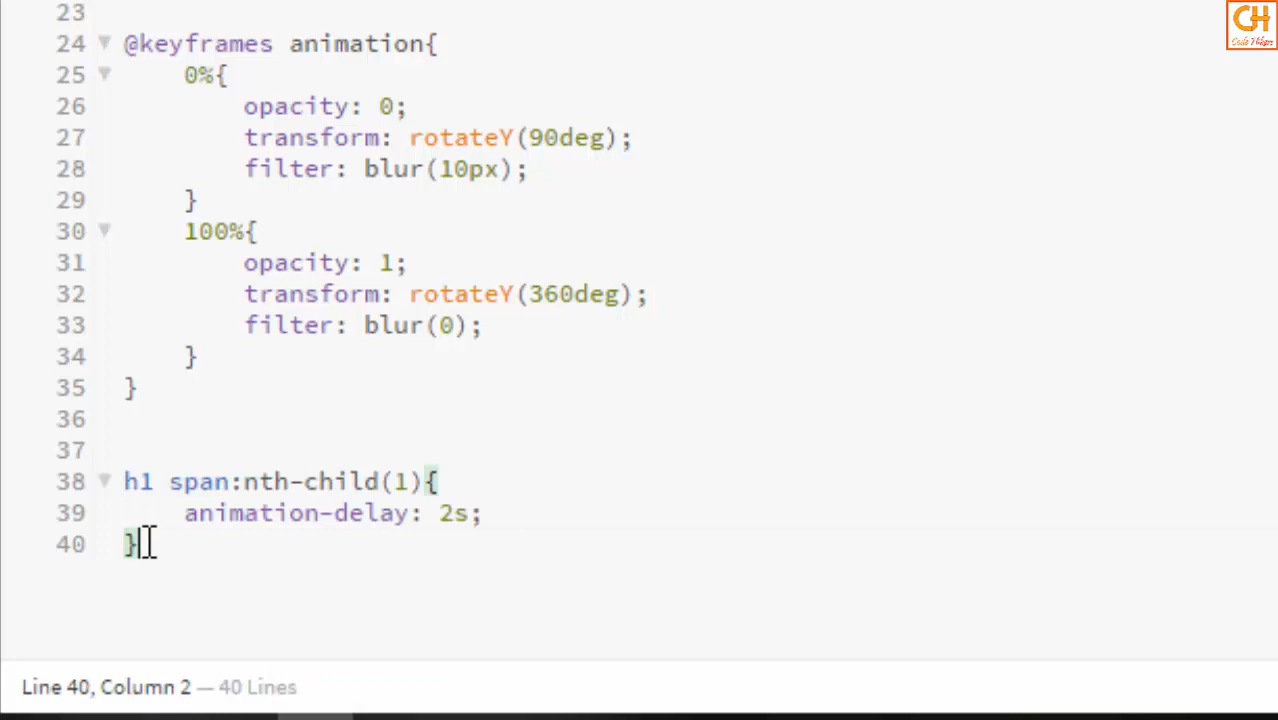 CH
Code Helper
23
24 @keyframes animation{
25 0%{
26 opacity: 0;
27 transform: rotateY(90deg);
28 filter: blur(10px);
29 }
30 100%{
31 opacity: 1;
32 transform: rotateY(360deg);
33 filter: blur(0);
34 }
35 }
36
37
38 h1 span:nth-child(1){
39 animation-delay: 2s;
40 }
Line 40, Column 2 — 40 Lines